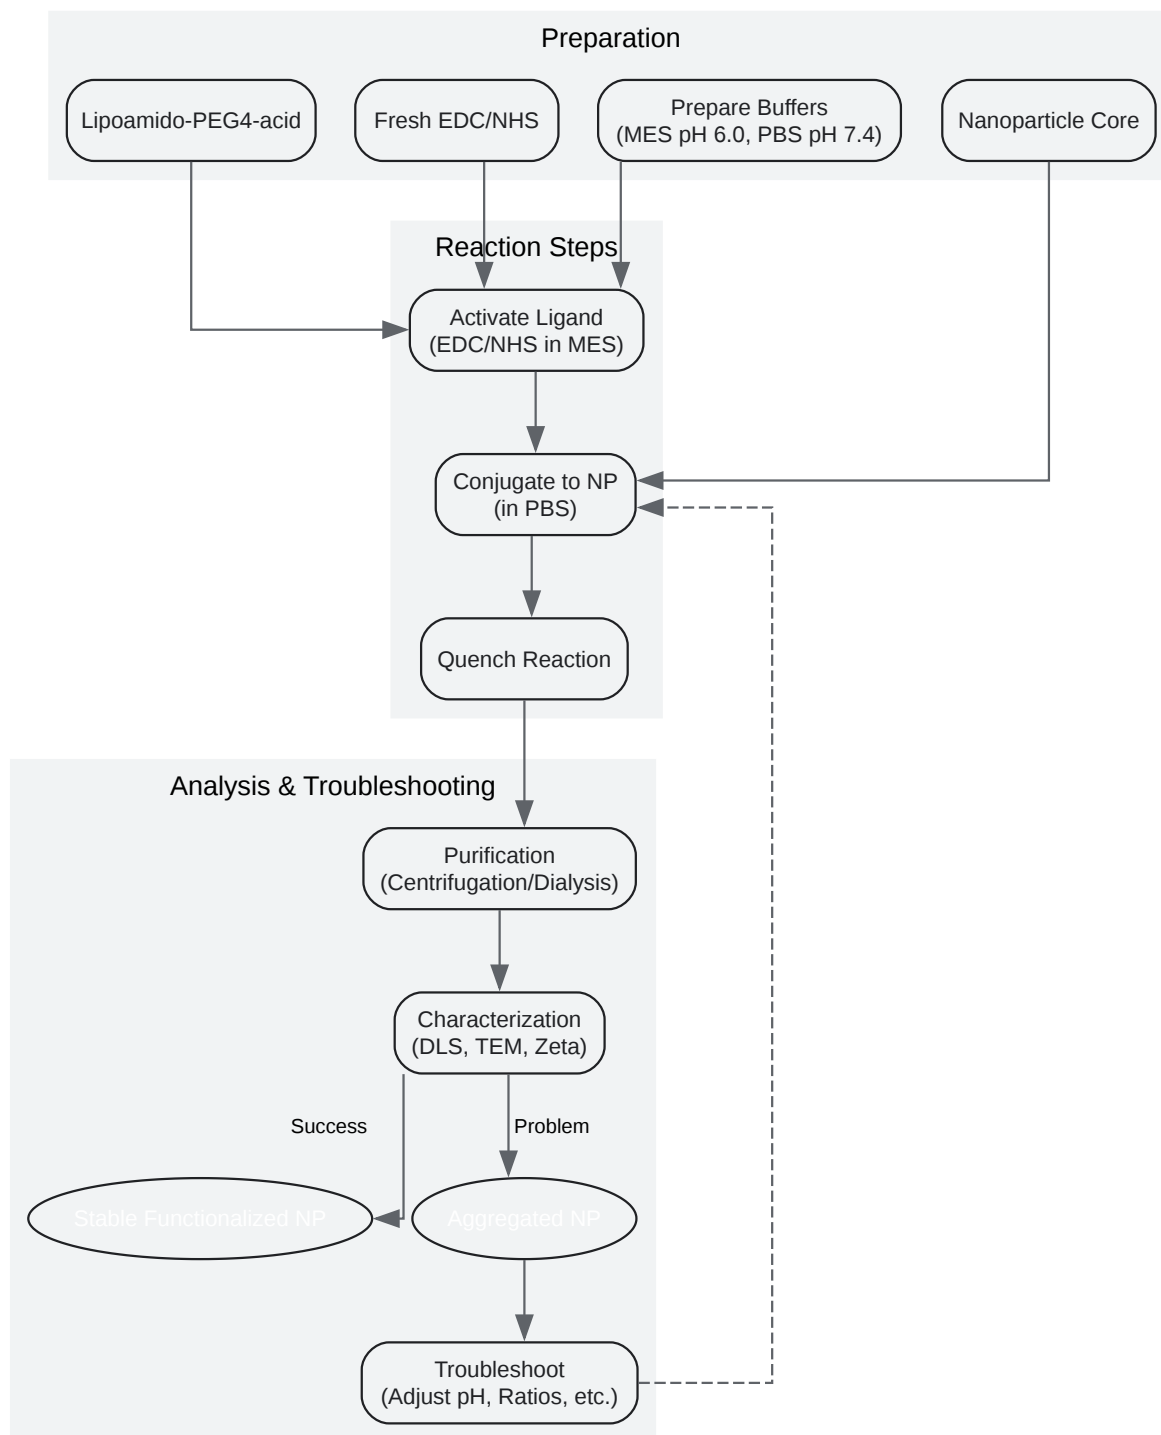 Preparation
Lipoamido-PEG4-acid
Fresh EDC/NHS
Prepare Buffers
(MES pH 6.0, PBS pH 7.4)
Nanoparticle Core
Reaction Steps
Activate Ligand
(EDC/NHS in MES)
Conjugate to NP
(in PBS)
Quench Reaction
Analysis & Troubleshooting
Purification
(Centrifugation/Dialysis)
Characterization
(DLS, TEM, Zeta)
Success
Problem
Stable Functionalized NP
Aggregated NP
Troubleshoot
(Adjust pH, Ratios, etc.)